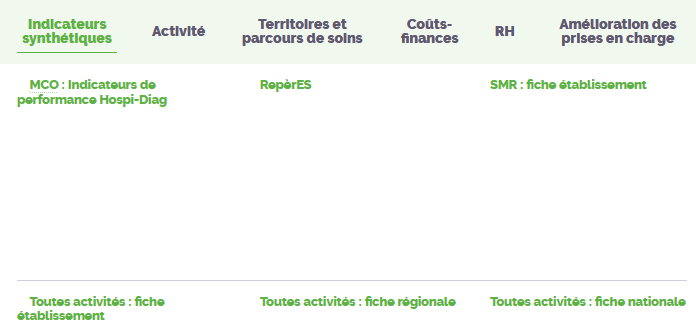 Indicateurs
synthétiques
Activité
Territoires et
parcours de soins
Coûts-
finances
RH
Amélioration des
prises en charge
MCO : Indicateurs de
performance Hospi-Diag
RepèrES
SMR : fiche établissement
Toutes activités : fiche
établissement
Toutes activités : fiche régionale
Toutes activités : fiche nationale